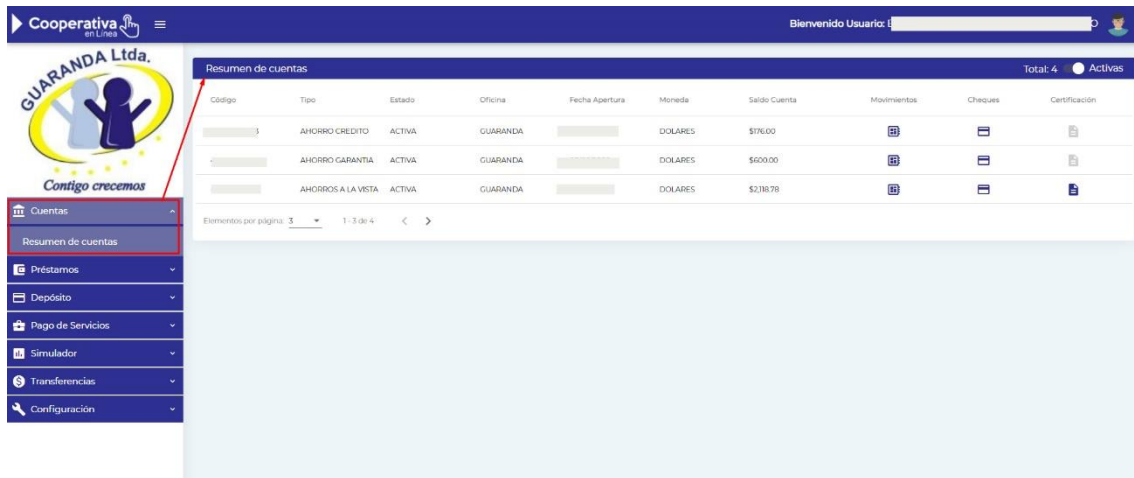 Cooperativa
en Línea
Bienvenido Usuario:
GUARANDA Ltda.
Contigo crecemos
Cuentas
Resumen de cuentas
Préstamos
Depósito
Pago de Servicios
Simulador
Transferencias
Configuración
Resumen de cuentas Total: 4 Activas
Código Tipo Estado Oficina Fecha Apertura Moneda Saldo Cuenta Movimientos Cheques Certificación
AHORRO CREDITO ACTIVA GUARANDA DOLARES $176.00
AHORRO GARANTIA ACTIVA GUARANDA DOLARES $600.00
AHORROS A LA VISTA ACTIVA GUARANDA DOLARES $2,118.78
Elementos por página: 3 1 - 3 de 4